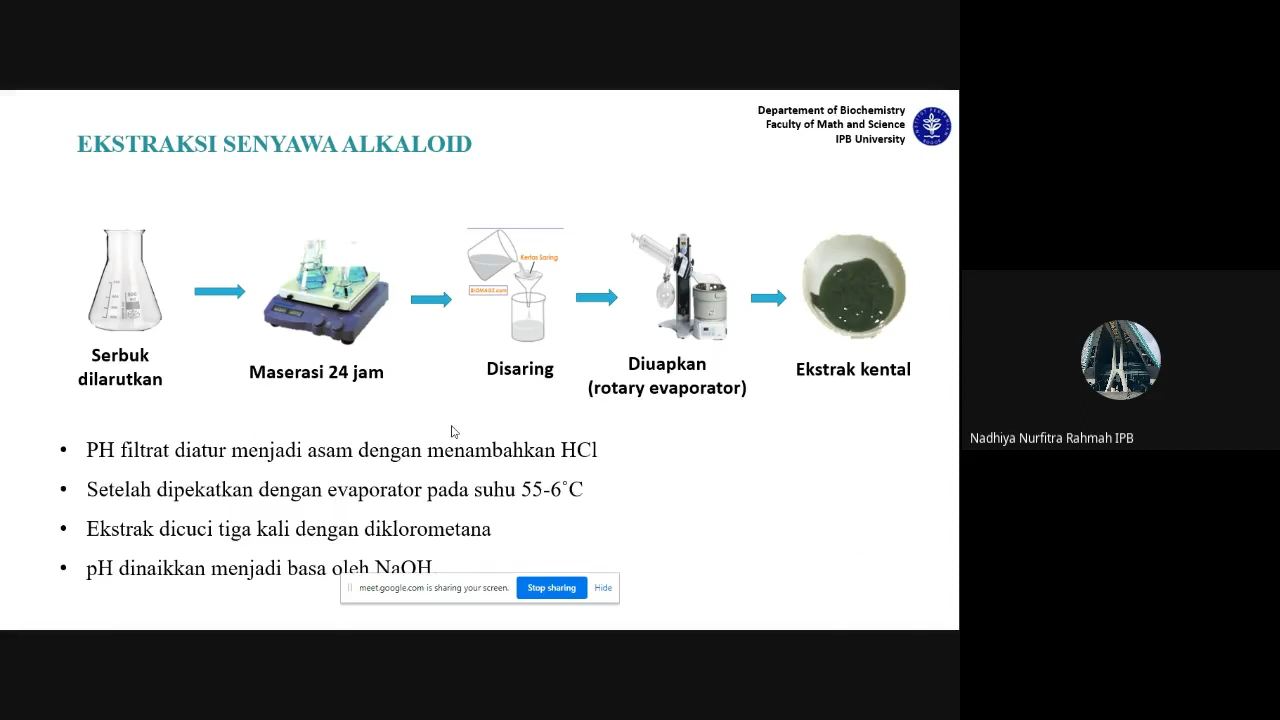 Departement of Biochemistry
Faculty of Math and Science
IPB University
EKSTRAKSI SENYAWA ALKALOID
Kertas Saring
BIOMAGZ.com
Serbuk
dilarutkan
Maserasi 24 jam
Disaring
Diuapkan
(rotary evaporator)
Ekstrak kental
• PH filtrat diatur menjadi asam dengan menambahkan HCl
• Setelah dipekatkan dengan evaporator pada suhu 55-6˚C
• Ekstrak dicuci tiga kali dengan diklorometana
• pH dinaikkan menjadi basa oleh NaOH
meet.google.com is sharing your screen.
Stop sharing
Hide
Nadhiya Nurfitra Rahmah IPB